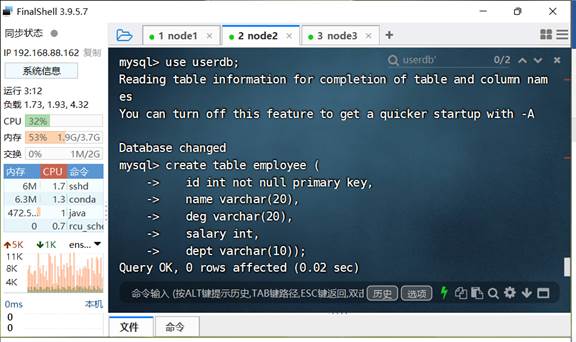 FinalShell 3.9.5.7
同步状态
IP 192.168.88.162 复制
系统信息
运行 3:12
负载 1.73, 1.93, 4.32
CPU 32%
内存 53% 1.9G/3.7G
交换 0% 1M/2G
内存 CPU 命令
6M 1.7 sshd
6.3M 1.3 conda
472.5... 1 java
0 0.7 rcu_sche
5K 1K ens...
11K
8K
4K
0ms 本机
0
0
1 node1 × 2 node2 × 3 node3 × +
userdb' 0/2
mysql> use userdb;
Reading table information for completion of table and column nam
es
You can turn off this feature to get a quicker startup with -A
Database changed
mysql> create table employee (
-> id int not null primary key,
-> name varchar(20),
-> deg varchar(20),
-> salary int,
-> dept varchar(10));
Query OK, 0 rows affected (0.02 sec)
命令输入 (按ALT键提示历史,TAB键路径,ESC键返回,双击 历史 选项
文件 命令